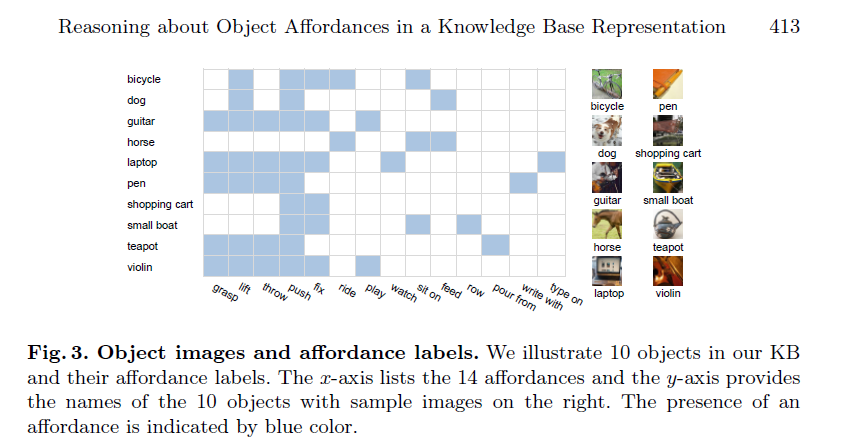 Reasoning about Object Affordances in a Knowledge Base Representation 413
bicycle
dog
guitar
horse
laptop
pen
shopping cart
small boat
teapot
violin
grasp
lift
throw
push
fix
ride
play
watch
sit on
feed
row
pour from
write with
type on
bicycle pen
dog shopping cart
guitar small boat
horse teapot
laptop violin
Fig. 3. Object images and affordance labels. We illustrate 10 objects in our KB
and their affordance labels. The x-axis lists the 14 affordances and the y-axis provides
the names of the 10 objects with sample images on the right. The presence of an
affordance is indicated by blue color.